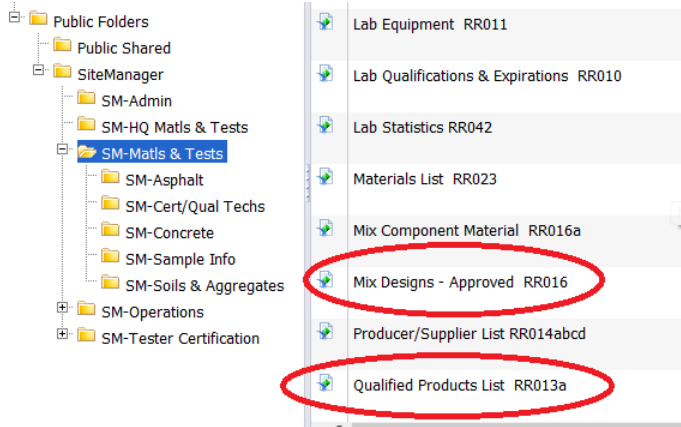 Public Folders
Public Shared
SiteManager
SM-Admin
SM-HQ Matls & Tests
SM-Matls & Tests
SM-Asphalt
SM-Cert/Qual Techs
SM-Concrete
SM-Sample Info
SM-Soils & Aggregates
SM-Operations
SM-Tester Certification
Lab Equipment RR011
Lab Qualifications & Expirations RR010
Lab Statistics RR042
Materials List RR023
Mix Component Material RR016a
Mix Designs - Approved RR016
Producer/Supplier List RR014abcd
Qualified Products List RR013a